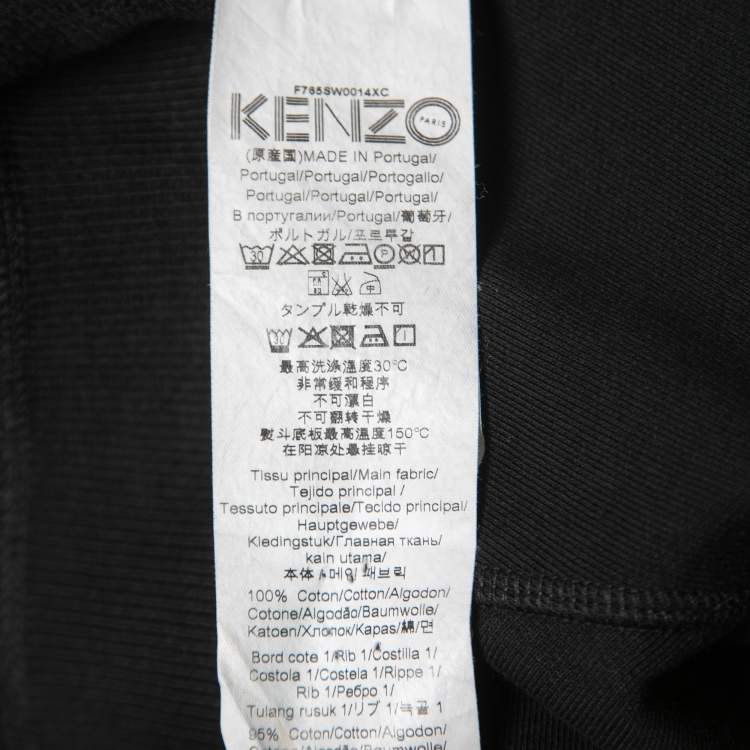 F765SW0014XC
KENZO PARIS
(原産国)MADE IN Portugal/
Portugal/Portugal/Portogallo/
Portugal/Portugal/Portugal/
В португалии/Portugal/葡萄牙/
ポルトガル/포르투갈
30 P 1
中
タンブル乾燥不可
最高洗涤温度30°C
非常缓和程序
不可漂白
不可翻转干燥
熨斗底板最高温度150°C
在阳凉处悬挂晾干
Tissu principal/Main fabric/
Tejido principal /
Tessuto principale/Tecido principal/
Hauptgewebe/
Kledingstuk/Главная ткань/
kain utama/
本体/메인 패브릭
100% Coton/Cotton/Algodon/
Cotone/Algodão/Baumwolle/
Katoen/Хлопок/Kapas/綿/면
Bord cote 1/Rib 1/Costilla 1/
Costola 1/Costela 1/Rippe 1/
Rib 1/Ребро 1/
Tulang rusuk 1/リブ 1/늑골 1
95% Coton/Cotton/Algodon/
Cotone/Algodão/Baumwolle/